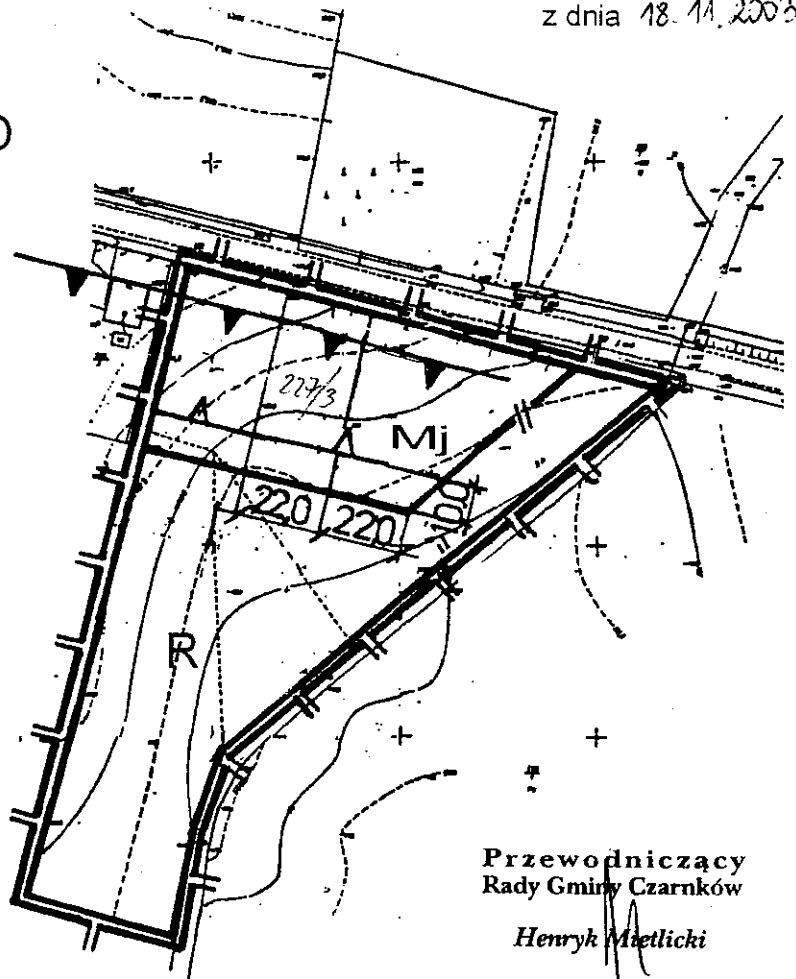 z dnia 18. 11. 2003
227/3
Mj
220 220 100
R
Przewodniczący
Rady Gminy Czarnków
Henryk Mietlicki